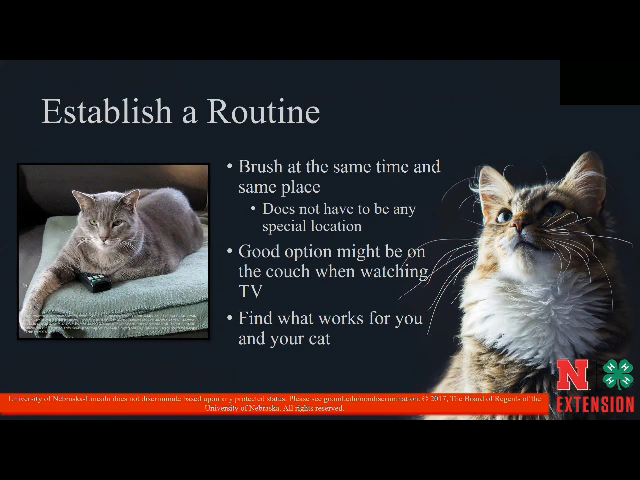 Establish a Routine
• Brush at the same time and
same place
• Does not have to be any
special location
• Good option might be on
the couch when watching
TV
• Find what works for you
and your cat
N
H H H H
EXTENSION
University of Nebraska-Lincoln does not discriminate based upon any protected status. Please see go.unl.edu/nondiscrimination. © 2017, The Board of Regents of the
University of Nebraska. All rights reserved.